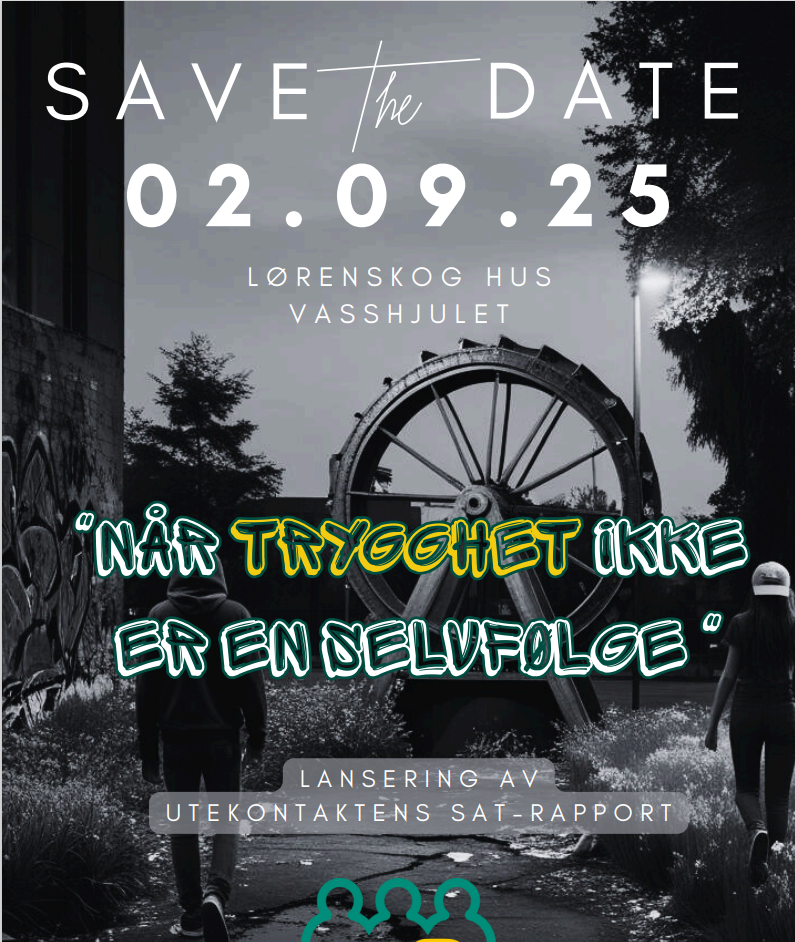 SAVE the DATE
02.09.25
LØRENSKOG HUS
VASSHJULET
“NÅR TRYGGHET IKKE
ER EN SELVFØLGE “
LANSERING AV
UTEKONTAKTENS SAT-RAPPORT